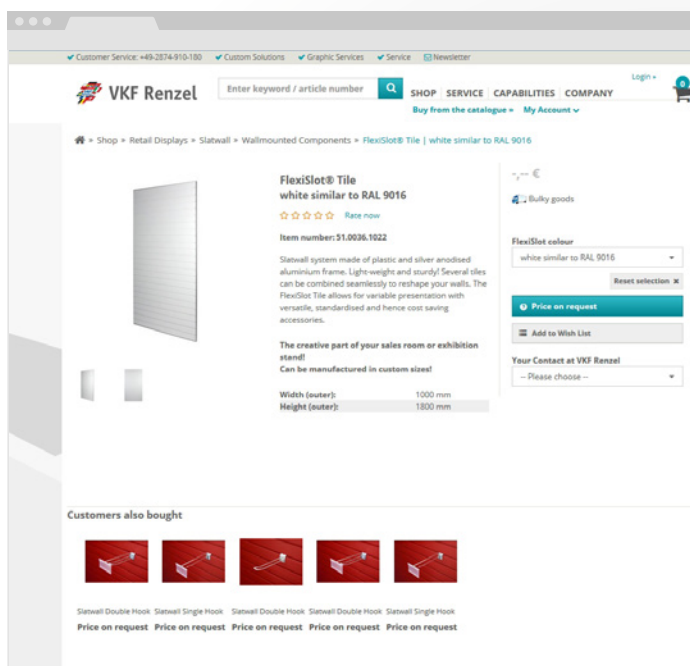 Customer Service: +49-2874-910-180 Custom Solutions Graphic Services Service Newsletter
Login »
VKF Renzel
Enter keyword / article number
SHOP SERVICE CAPABILITIES COMPANY
0
Buy from the catalogue » My Account
» Shop » Retail Displays » Slatwall » Wallmounted Components » FlexiSlot® Tile | white similar to RAL 9016
FlexiSlot® Tile
white similar to RAL 9016
Rate now
Item number: 51.0036.1022
Slatwall system made of plastic and silver anodised
aluminium frame. Light-weight and sturdy! Several tiles
can be combined seamlessly to reshape your walls. The
FlexiSlot Tile allows for variable presentation with
versatile, standardised and hence cost saving
accessories.
The creative part of your sales room or exhibition
stand!
Can be manufactured in custom sizes!
Width (outer): 1000 mm
Height (outer): 1800 mm
-,-- €
Bulky goods
FlexiSlot colour
white similar to RAL 9016
Reset selection ×
Price on request
Add to Wish List
Your Contact at VKF Renzel
-- Please choose --
Customers also bought
Slatwall Double Hook Slatwall Single Hook Slatwall Double Hook Slatwall Double Hook Slatwall Single Hook
Price on request Price on request Price on request Price on request Price on request